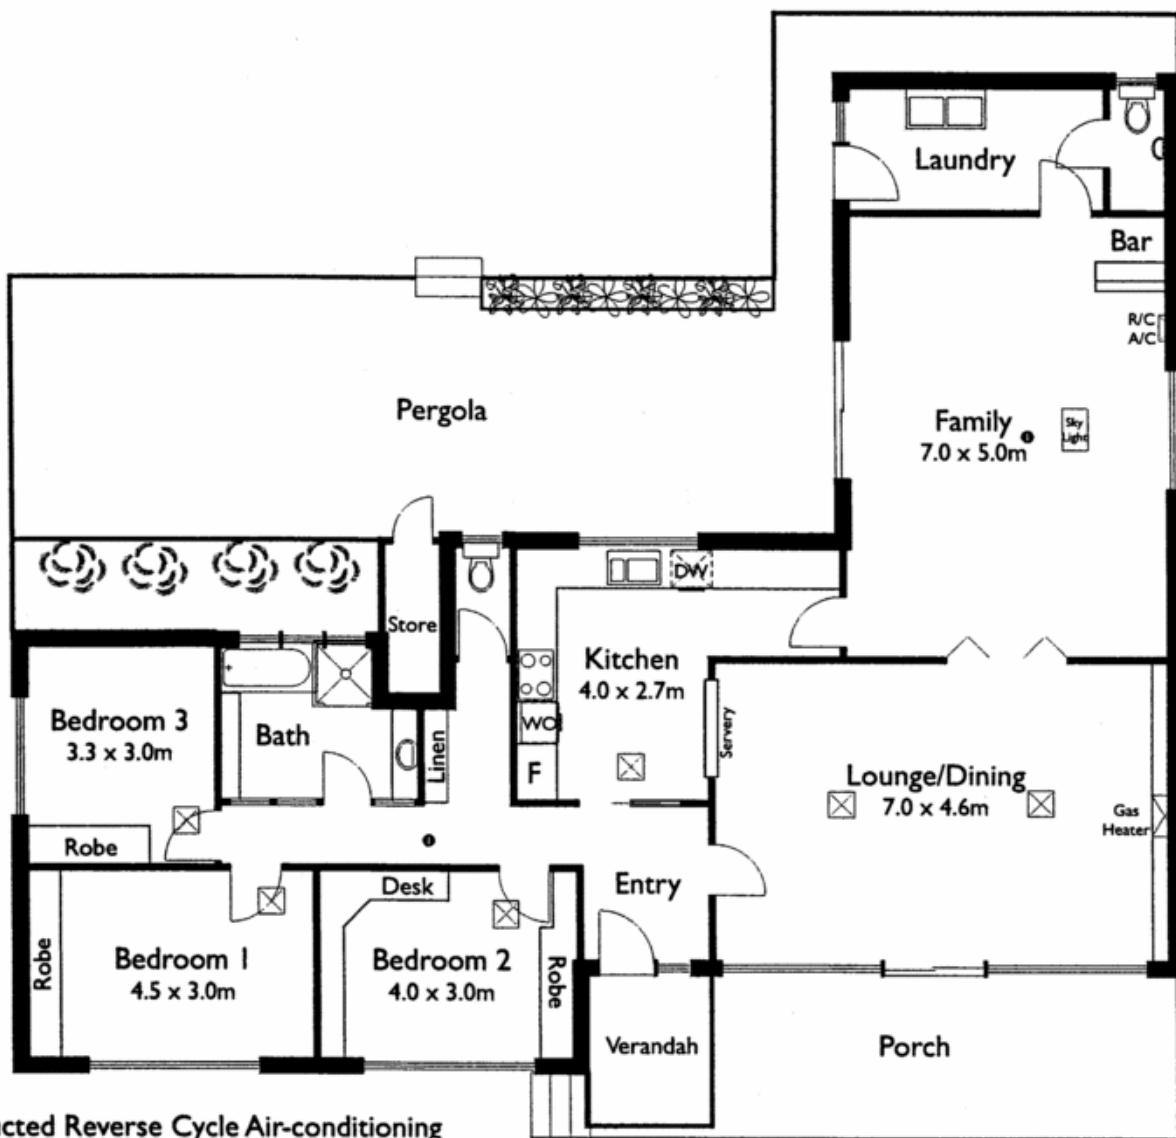 Laundry
Bar
R/C
A/C
Pergola
Family
7.0 x 5.0m
Sky
Light
DW
Store
Kitchen
4.0 x 2.7m
Bedroom 3
3.3 x 3.0m
Bath
Linen
WO
F
Servery
Lounge/Dining
7.0 x 4.6m
Gas
Heater
Robe
Desk
Entry
Robe
Bedroom 1
4.5 x 3.0m
Bedroom 2
4.0 x 3.0m
Robe
Verandah
Porch
ucted Reverse Cycle Air-conditioning